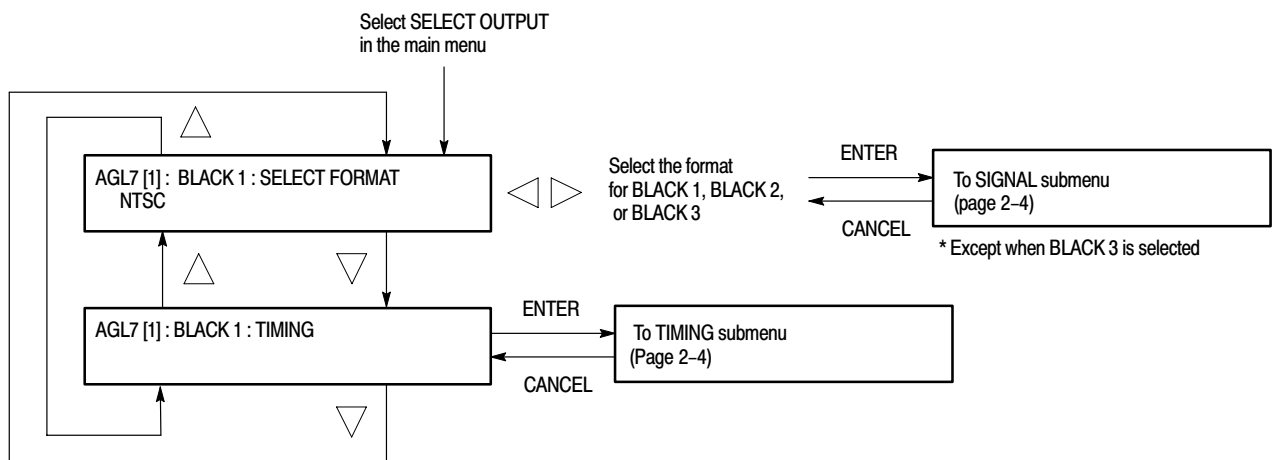 Select SELECT OUTPUT
in the main menu
AGL7 [1] : BLACK 1 : SELECT FORMAT
NTSC
Select the format
for BLACK 1, BLACK 2,
or BLACK 3
ENTER
CANCEL
To SIGNAL submenu
(page 2–4)
* Except when BLACK 3 is selected
AGL7 [1] : BLACK 1 : TIMING
ENTER
CANCEL
To TIMING submenu
(Page 2–4)